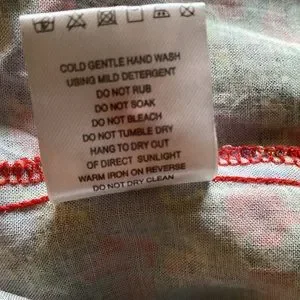 COLD GENTLE HAND WASH
USING MILD DETERGENT
DO NOT RUB
DO NOT SOAK
DO NOT BLEACH
DO NOT TUMBLE DRY
HANG TO DRY OUT
OF DIRECT SUNLIGHT
WARM IRON ON REVERSE
DO NOT DRY CLEAN